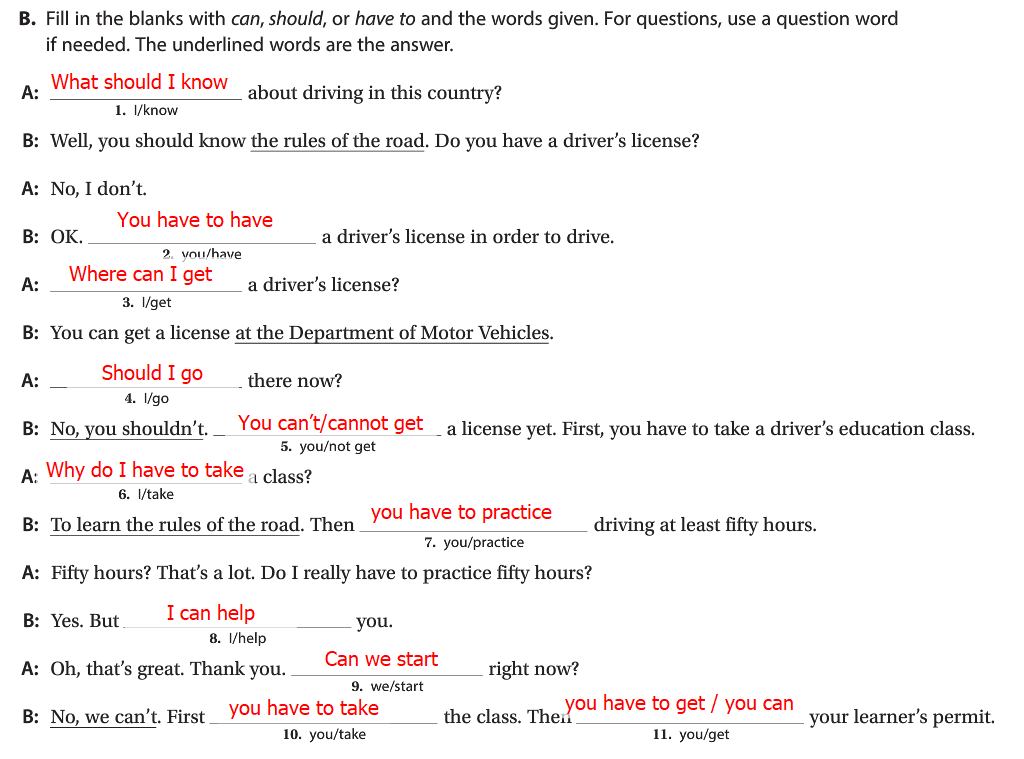 B. Fill in the blanks with can, should, or have to and the words given. For questions, use a question word
if needed. The underlined words are the answer.
A: What should I know about driving in this country?
1. I/know
B: Well, you should know the rules of the road. Do you have a driver's license?
A: No, I don't.
B: OK. You have to have a driver's license in order to drive.
2. you/have
A: Where can I get a driver's license?
3. I/get
B: You can get a license at the Department of Motor Vehicles.
A: Should I go there now?
4. I/go
B: No, you shouldn't. You can't/cannot get a license yet. First, you have to take a driver's education class.
5. you/not get
A: Why do I have to take a class?
6. I/take
B: To learn the rules of the road. Then you have to practice driving at least fifty hours.
7. you/practice
A: Fifty hours? That's a lot. Do I really have to practice fifty hours?
B: Yes. But I can help you.
8. I/help
A: Oh, that's great. Thank you. Can we start right now?
9. we/start
B: No, we can't. First you have to take the class. Then you have to get / you can your learner's permit.
10. you/take 11. you/get